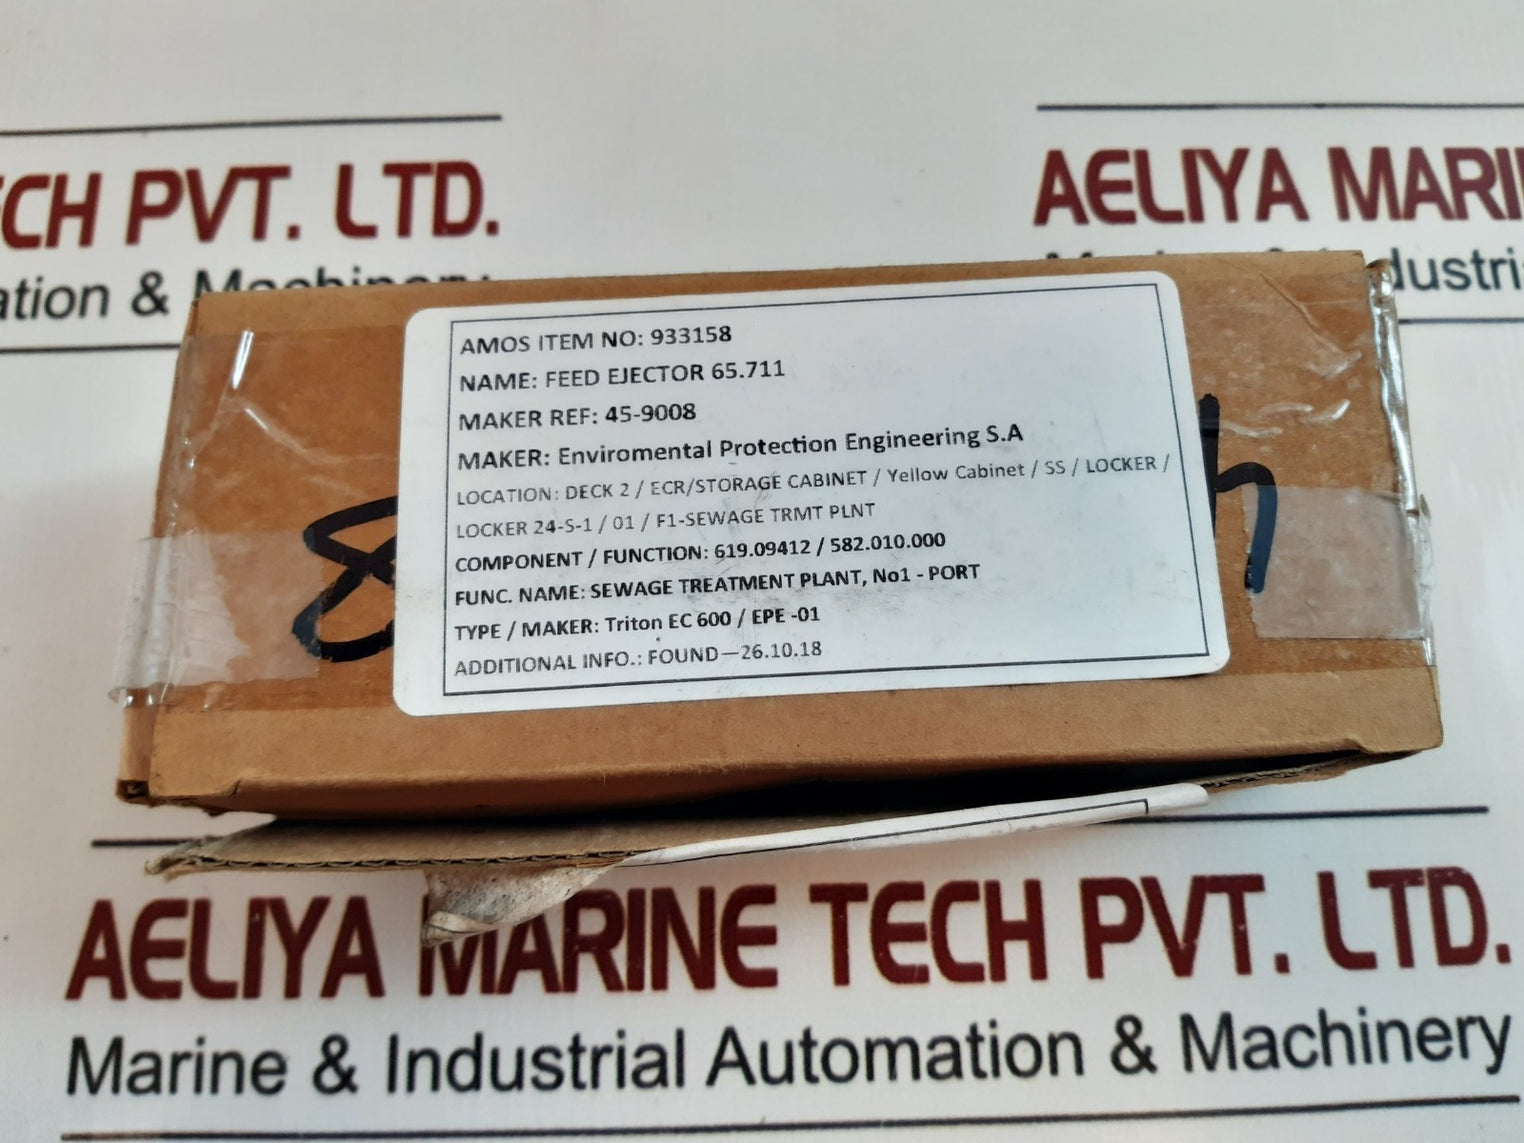 TECH PVT. LTD.
ation & Machinery
AELIYA MARI
dustri
AMOS ITEM NO: 933158
NAME: FEED EJECTOR 65.711
MAKER REF: 45-9008
MAKER: Enviromental Protection Engineering S.A
LOCATION: DECK 2 / ECR/STORAGE CABINET / Yellow Cabinet / SS / LOCKER /
LOCKER 24-S-1 / 01 / F1-SEWAGE TRMT PLNT
COMPONENT / FUNCTION: 619.09412 / 582.010.000
FUNC. NAME: SEWAGE TREATMENT PLANT, No1 - PORT
TYPE / MAKER: Triton EC 600 / EPE -01
ADDITIONAL INFO.: FOUND—26.10.18
AELIYA MARINE TECH PVT. LTD.
Marine & Industrial Automation & Machinery